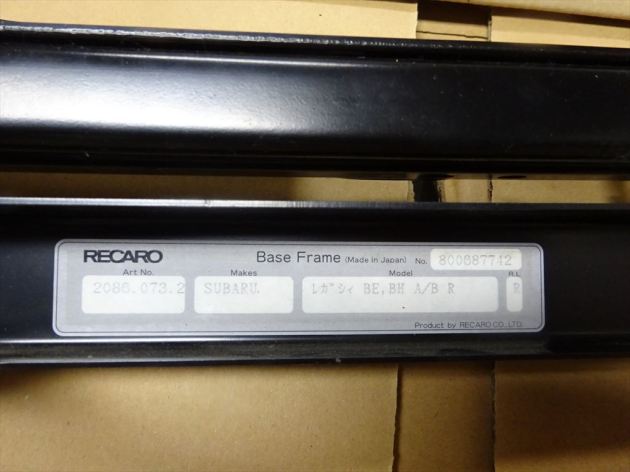 RECARO Base Frame (Made in Japan) No. 800887742
Art No. Makes Model R.L
2086.073.2 SUBARU. ﾚｶﾞｼｨ BE,BH A/B R R
Product by RECARO CO.,LTD.